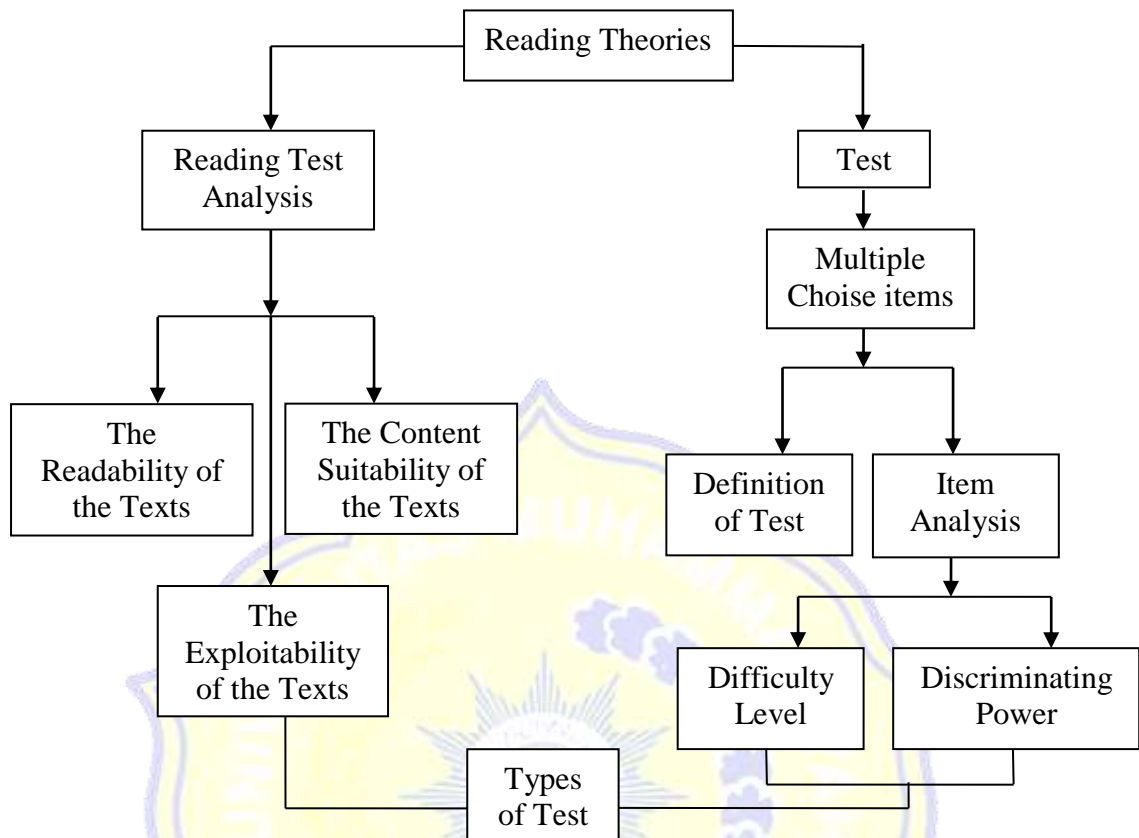 Reading Theories
Reading Test
Analysis
Test
Multiple
Choise items
The
Readability of
the Texts
The Content
Suitability of
the Texts
Definition
of Test
Item
Analysis
The
Exploitability
of the Texts
Difficulty
Level
Discriminating
Power
Types
of Test